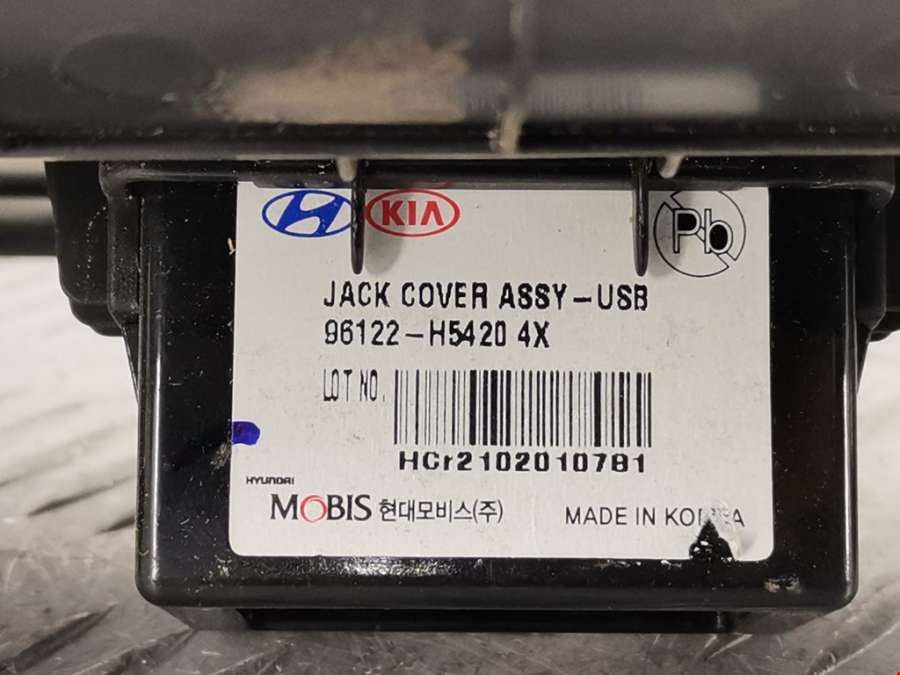 KIA
Pb
JACK COVER ASSY-USB
96122-H5420 4X
LOT NO.
HCr2102010781
HYUNDAI
MOBIS 현대모비스(주)
MADE IN KOREA